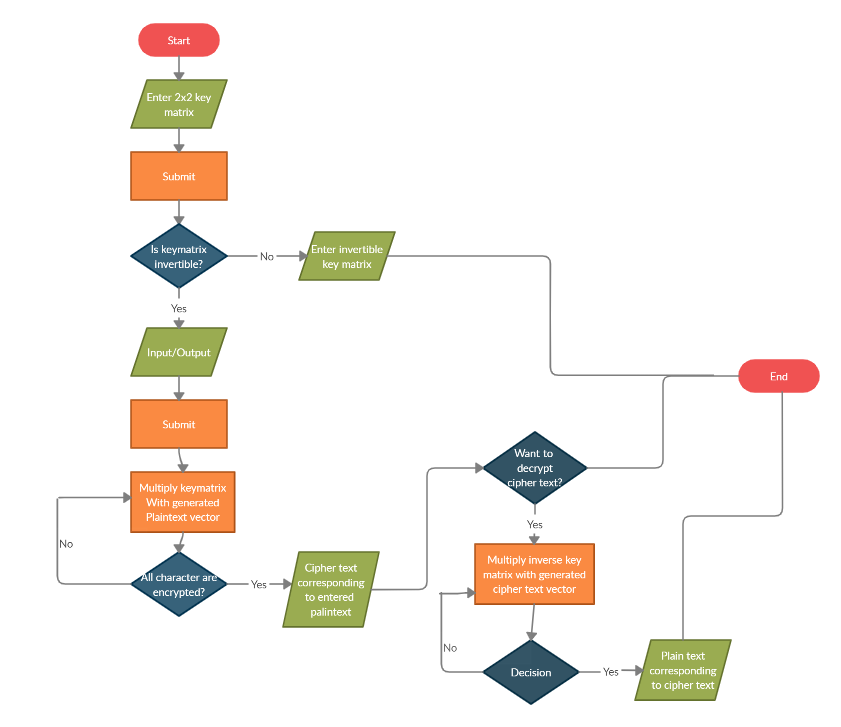 Start
Enter 2x2 key
matrix
Submit
Is keymatrix
invertible?
No
Enter invertible
key matrix
Yes
Input/Output
End
Submit
Want to
decrypt
cipher text?
Multiply keymatrix
With generated
Plaintext vector
Yes
No
Multiply inverse key
matrix with generated
cipher text vector
All character are
encrypted?
Yes
Cipher text
corresponding
to entered
palintext
No
Decision
Yes
Plain text
corresponding
to cipher text